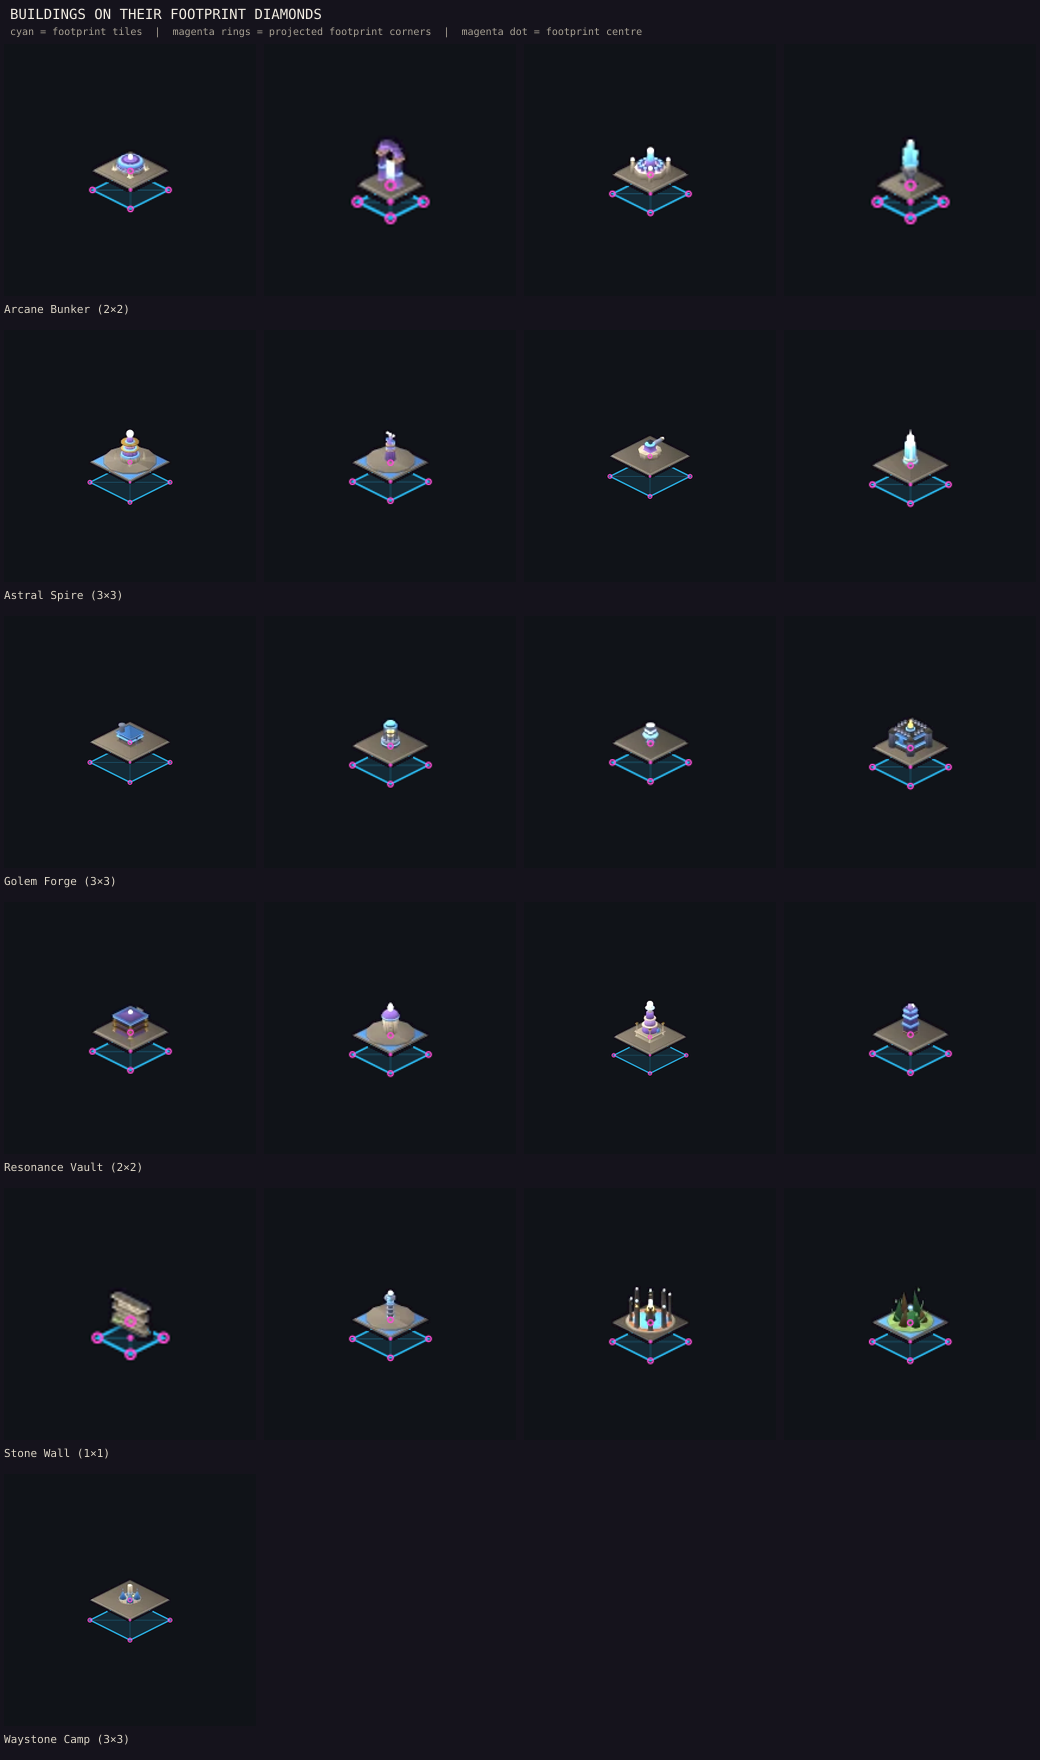 BUILDINGS ON THEIR FOOTPRINT DIAMONDS
cyan = footprint tiles | magenta rings = projected footprint corners | magenta dot = footprint centre
Arcane Bunker (2×2)
Astral Spire (3×3)
Golem Forge (3×3)
Resonance Vault (2×2)
Stone Wall (1×1)
Waystone Camp (3×3)